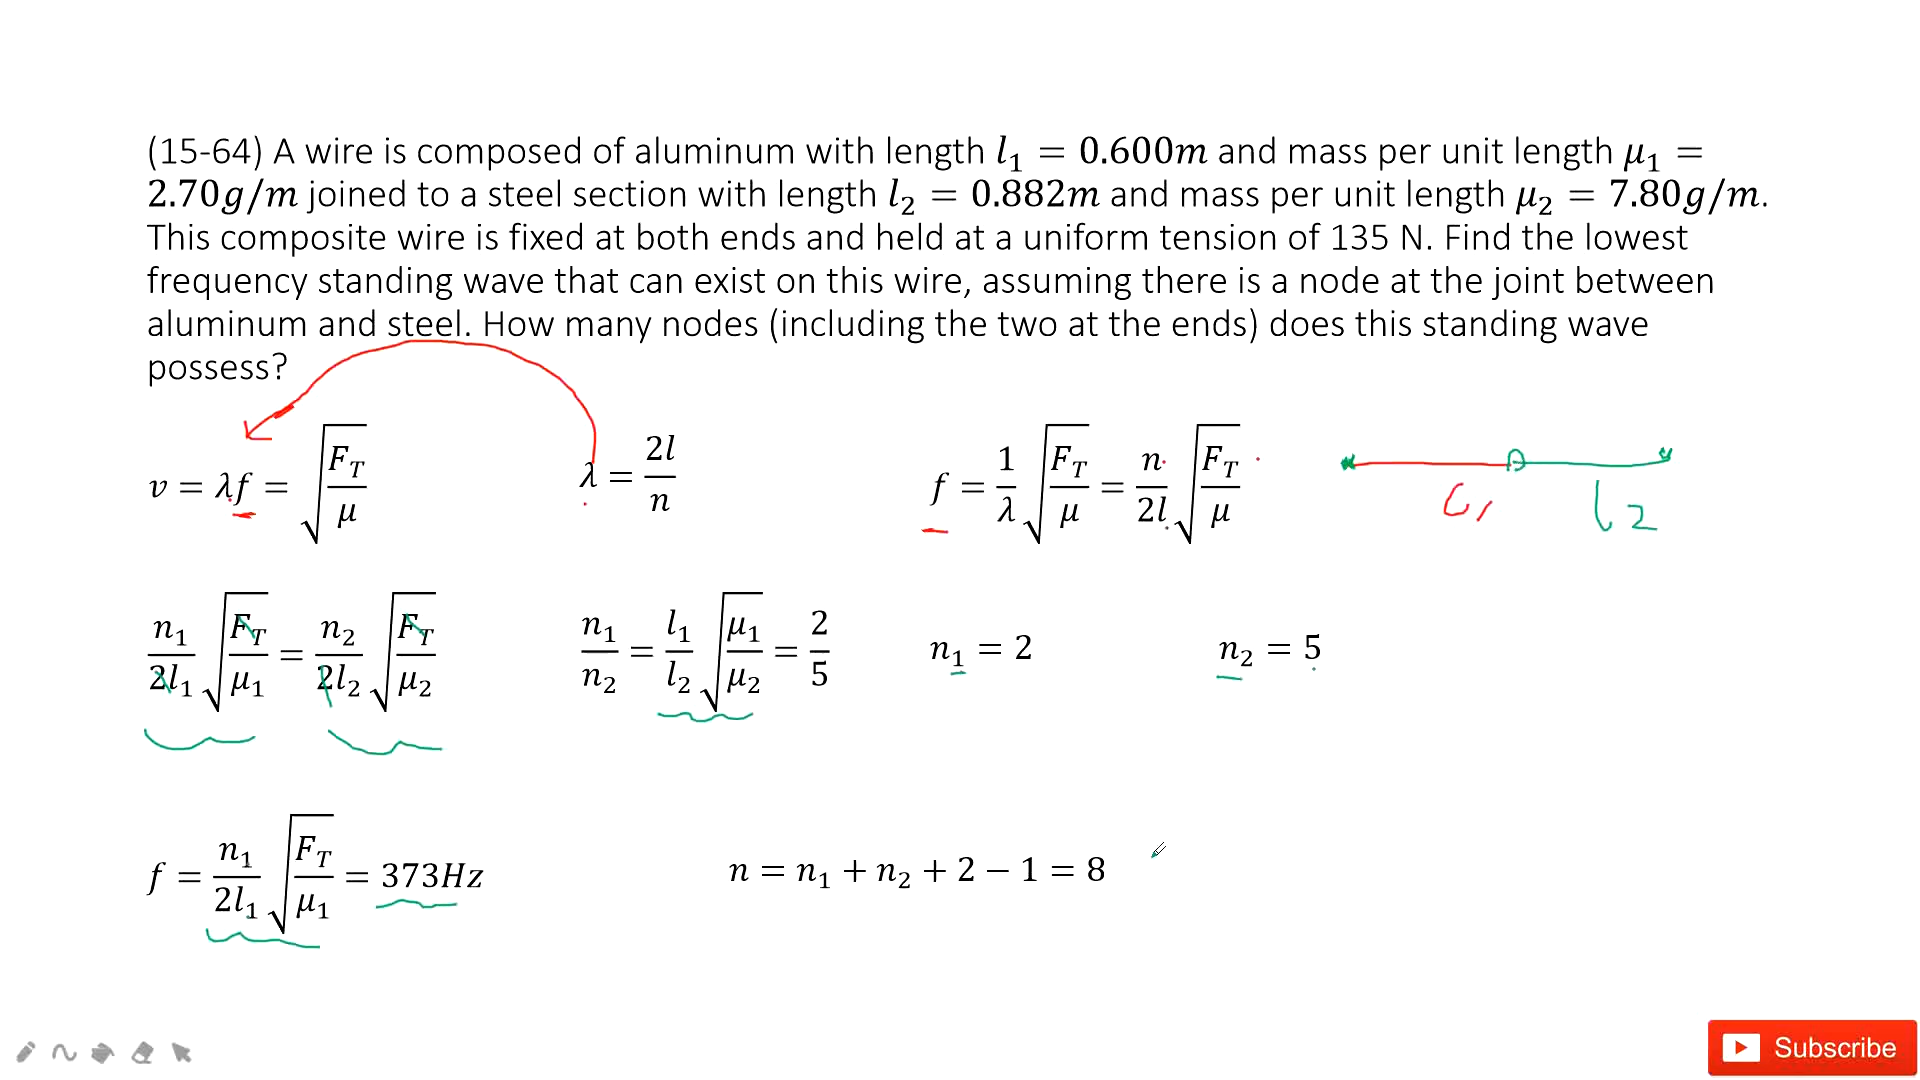 (15-64) A wire is composed of aluminum with length l₁ = 0.600m and mass per unit length μ₁ =
2.70g/m joined to a steel section with length l₂ = 0.882m and mass per unit length μ₂ = 7.80g/m.
This composite wire is fixed at both ends and held at a uniform tension of 135 N. Find the lowest
frequency standing wave that can exist on this wire, assuming there is a node at the joint between
aluminum and steel. How many nodes (including the two at the ends) does this standing wave
possess?
v = λf = √(F_T/μ)   λ = 2l/n   f = 1/λ √(F_T/μ) = n/2l √(F_T/μ)   l₁   l₂
n₁/2l₁ √(F_T/μ₁) = n₂/2l₂ √(F_T/μ₂)   n₁/n₂ = l₁/l₂ √(μ₁/μ₂) = 2/5   n₁ = 2   n₂ = 5
f = n₁/2l₁ √(F_T/μ₁) = 373Hz   n = n₁ + n₂ + 2 − 1 = 8
Subscribe